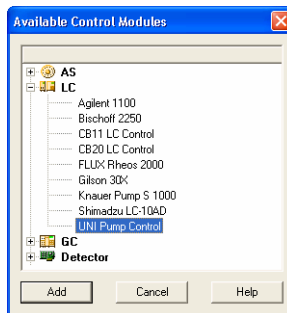 Available Control Modules
AS
LC
Agilent 1100
Bischoff 2250
CB11 LC Control
CB20 LC Control
FLUX Rheos 2000
Gilson 30X
Knauer Pump S 1000
Shimadzu LC-10AD
UNI Pump Control
GC
Detector
Add Cancel Help